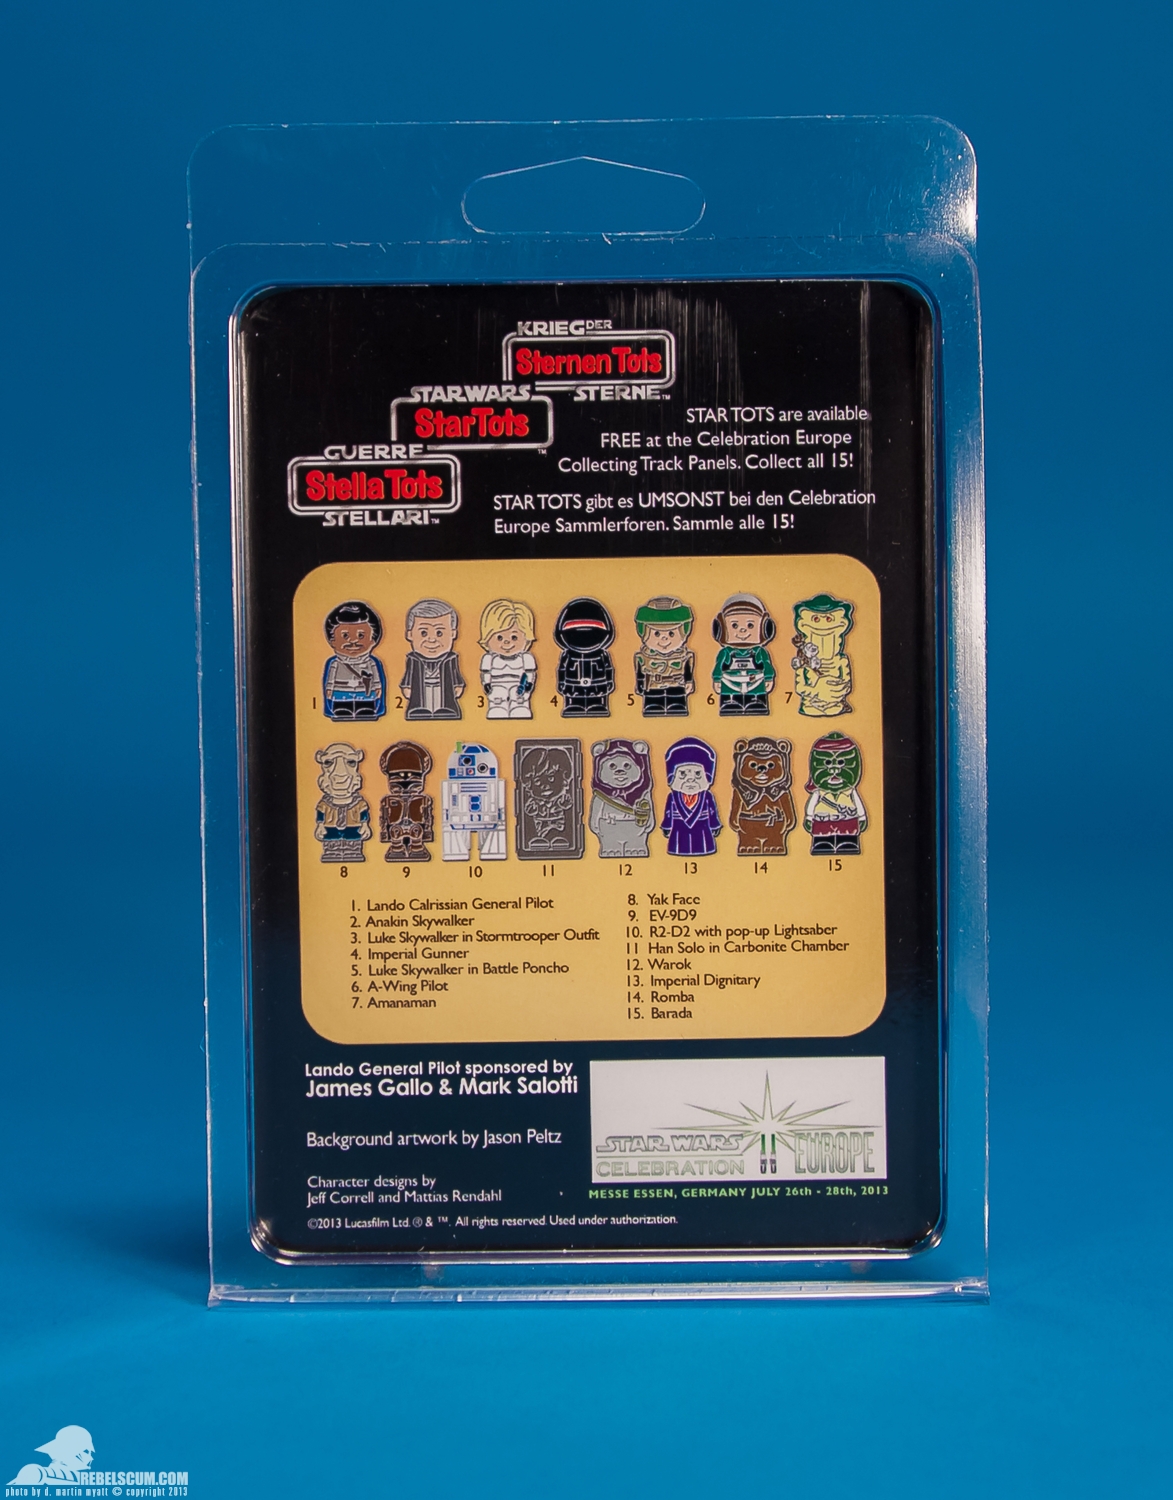 KRIEG DER
Sternen Tots
STERNE™
STAR WARS
StarTots
™
GUERRE
Stella Tots
STELLARI™
STAR TOTS are available
FREE at the Celebration Europe
Collecting Track Panels. Collect all 15!
STAR TOTS gibt es UMSONST bei den Celebration
Europe Sammlerforen. Sammle alle 15!
1 2 3 4 5 6 7
8 9 10 11 12 13 14 15
1. Lando Calrissian General Pilot
2. Anakin Skywalker
3. Luke Skywalker in Stormtrooper Outfit
4. Imperial Gunner
5. Luke Skywalker in Battle Poncho
6. A-Wing Pilot
7. Amanaman
8. Yak Face
9. EV-9D9
10. R2-D2 with pop-up Lightsaber
11 Han Solo in Carbonite Chamber
12. Warok
13. Imperial Dignitary
14. Romba
15. Barada
Lando General Pilot sponsored by
James Gallo & Mark Salotti
Background artwork by Jason Peltz
Character designs by
Jeff Correll and Mattias Rendahl
©2013 Lucasfilm Ltd. ® & ™. All rights reserved. Used under authorization.
STAR WARS
CELEBRATION EUROPE
MESSE ESSEN, GERMANY JULY 26th - 28th, 2013
REBELSCUM.COM
photo by d. martin myatt © copyright 2013